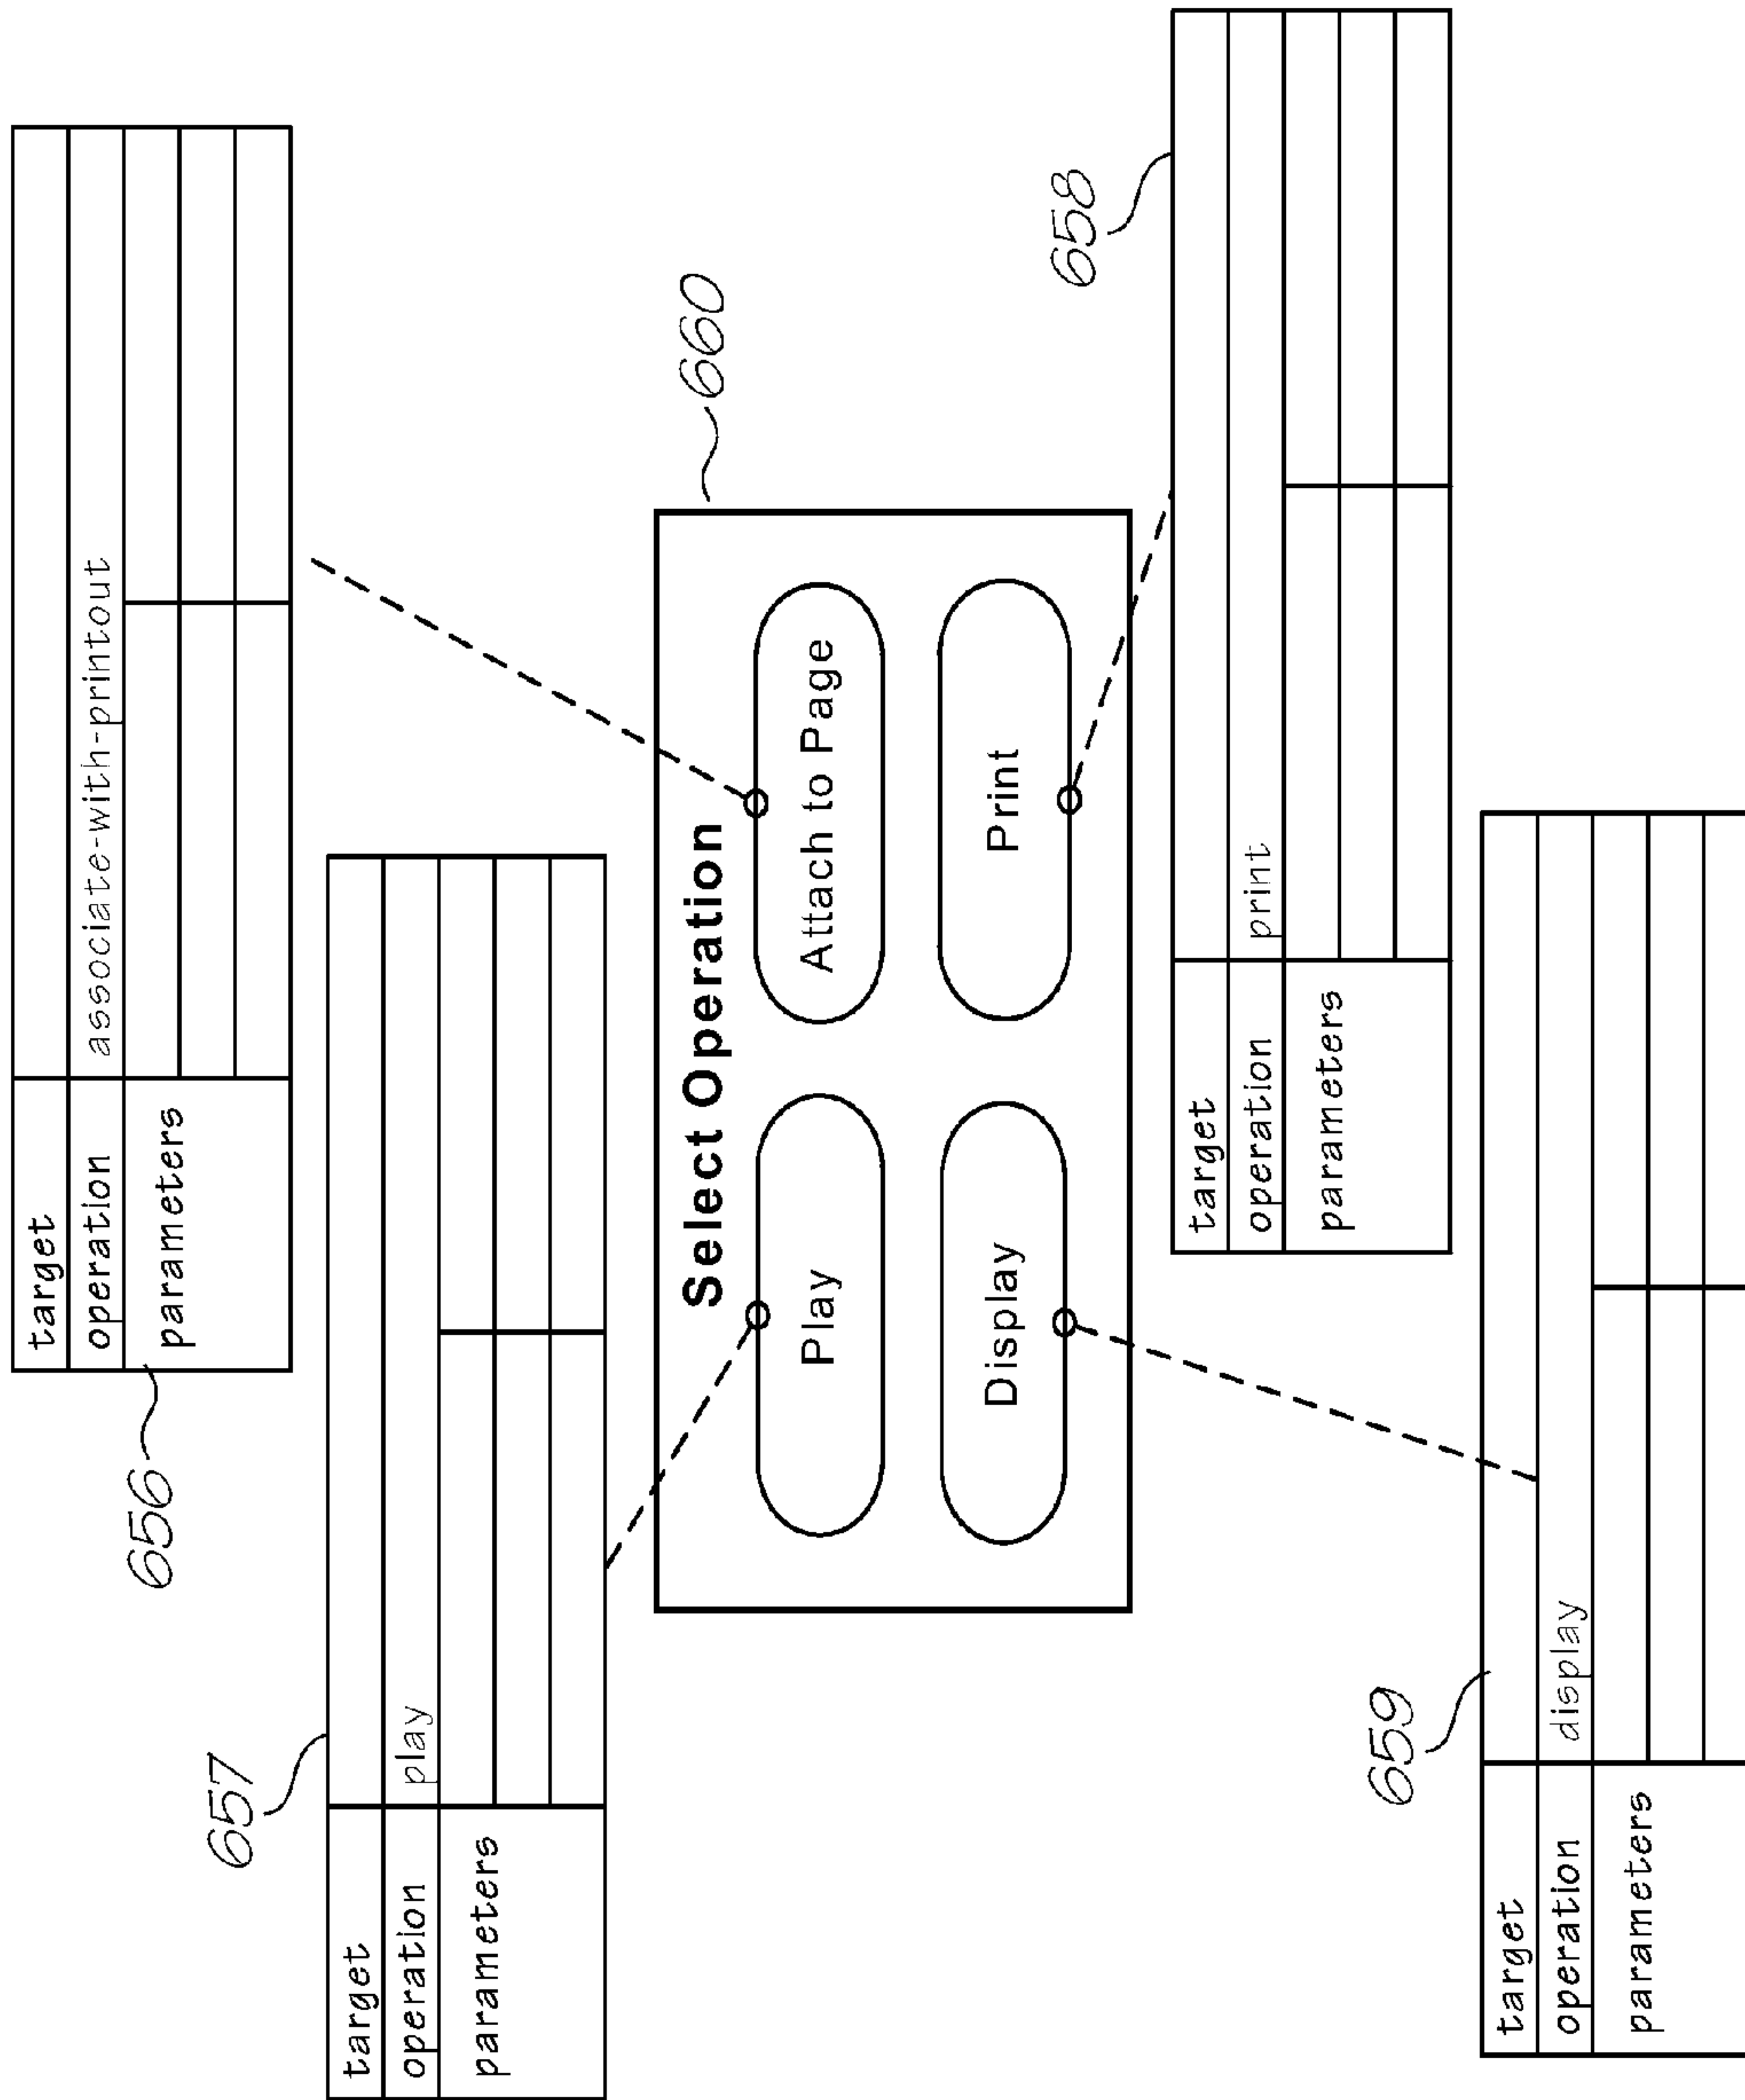 target
operation associate-with-printout
parameters
656
657
target
operation play
parameters
660
Select Operation
Play Attach to Page
Display Print
658
target
operation print
parameters
659
target
operation display
parameters